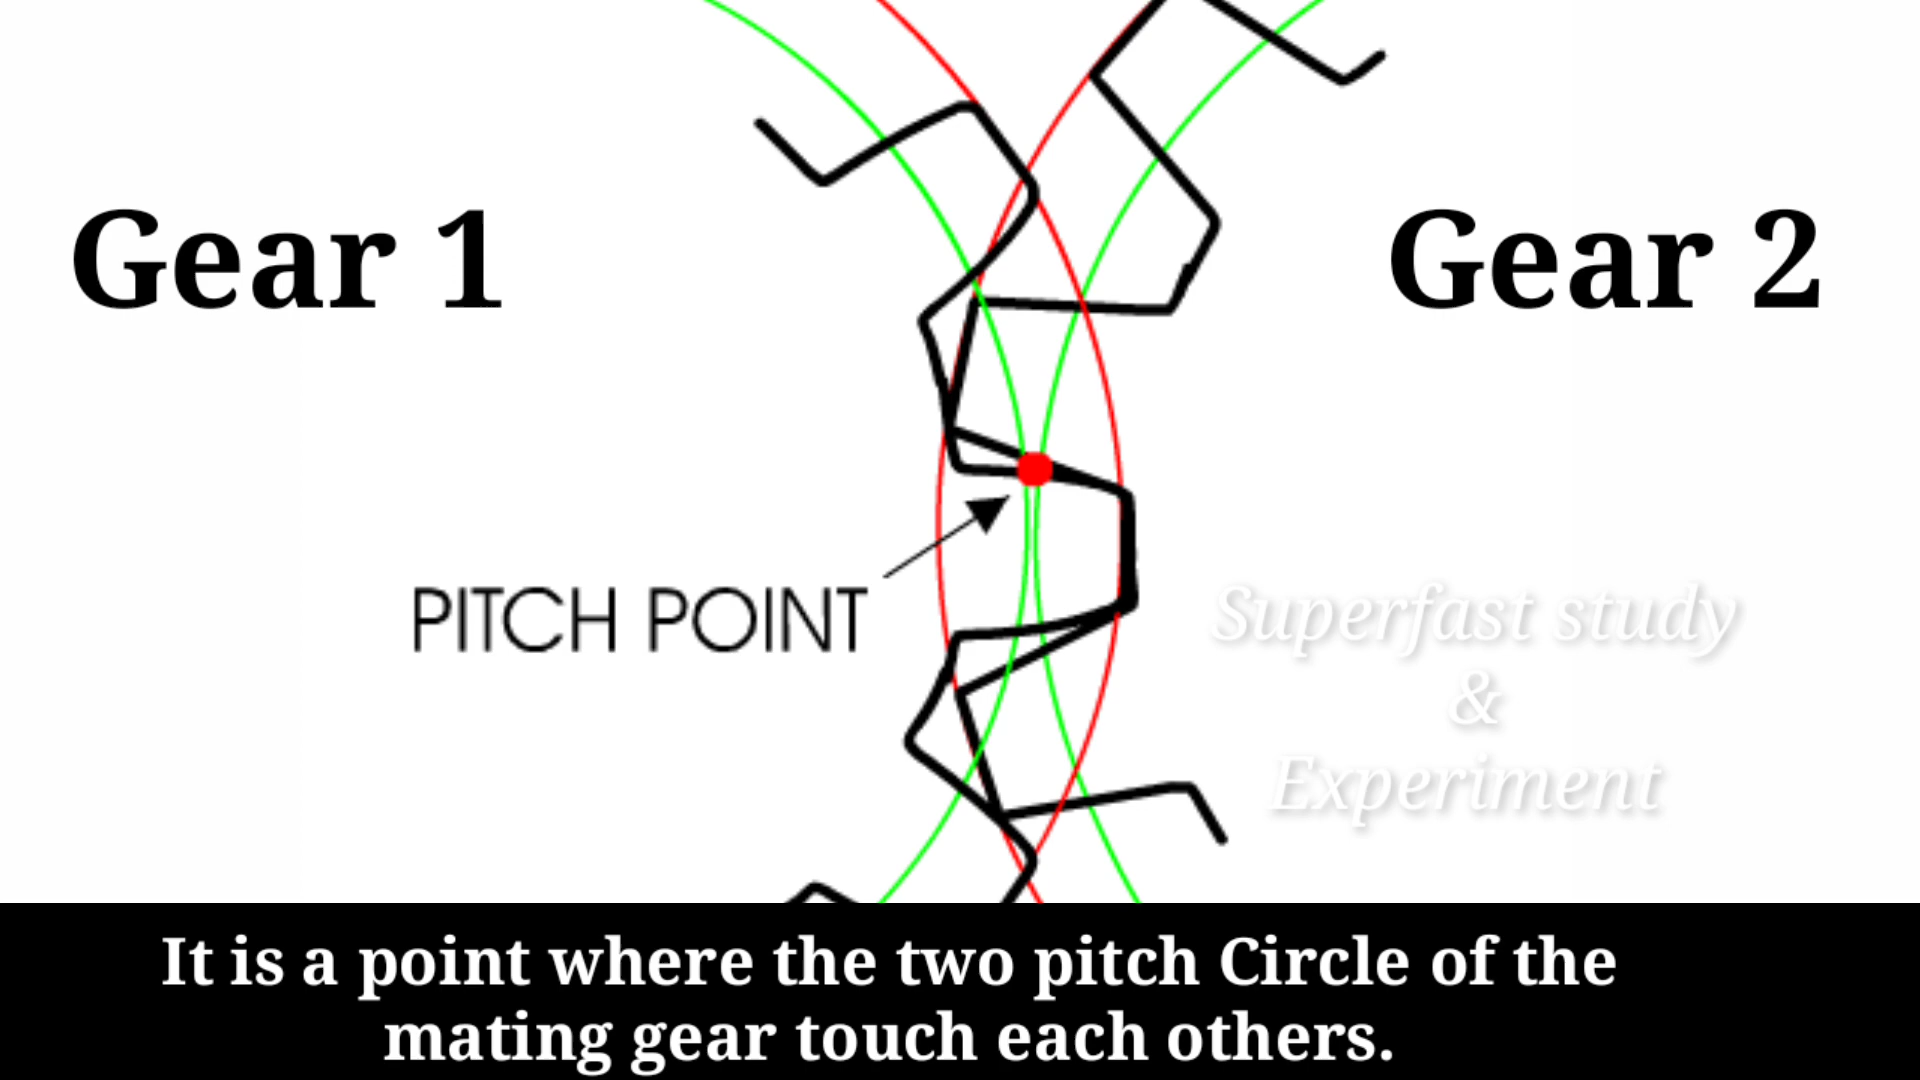 Gear 1
Gear 2
PITCH POINT
Superfast study
&
Experiment
It is a point where the two pitch Circle of the
mating gear touch each others.